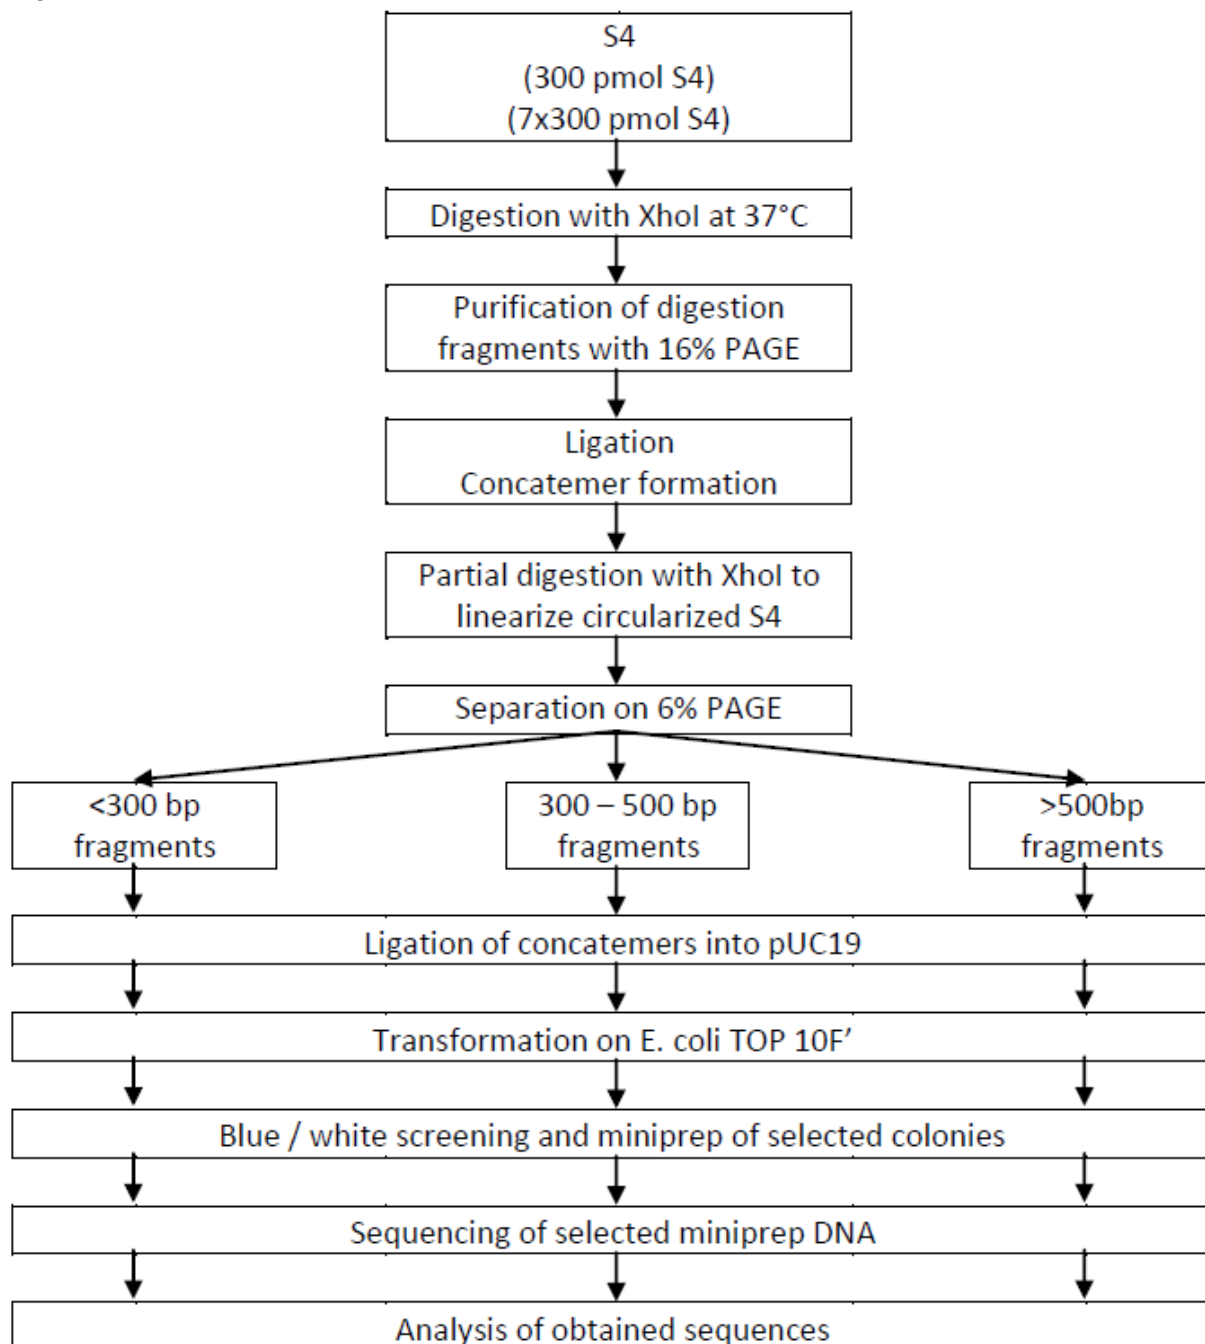 S4
(300 pmol S4)
(7x300 pmol S4)
Digestion with XhoI at 37°C
Purification of digestion
fragments with 16% PAGE
Ligation
Concatemer formation
Partial digestion with XhoI to
linearize circularized S4
Separation on 6% PAGE
<300 bp
fragments
300 – 500 bp
fragments
>500bp
fragments
Ligation of concatemers into pUC19
Transformation on E. coli TOP 10F’
Blue / white screening and miniprep of selected colonies
Sequencing of selected miniprep DNA
Analysis of obtained sequences